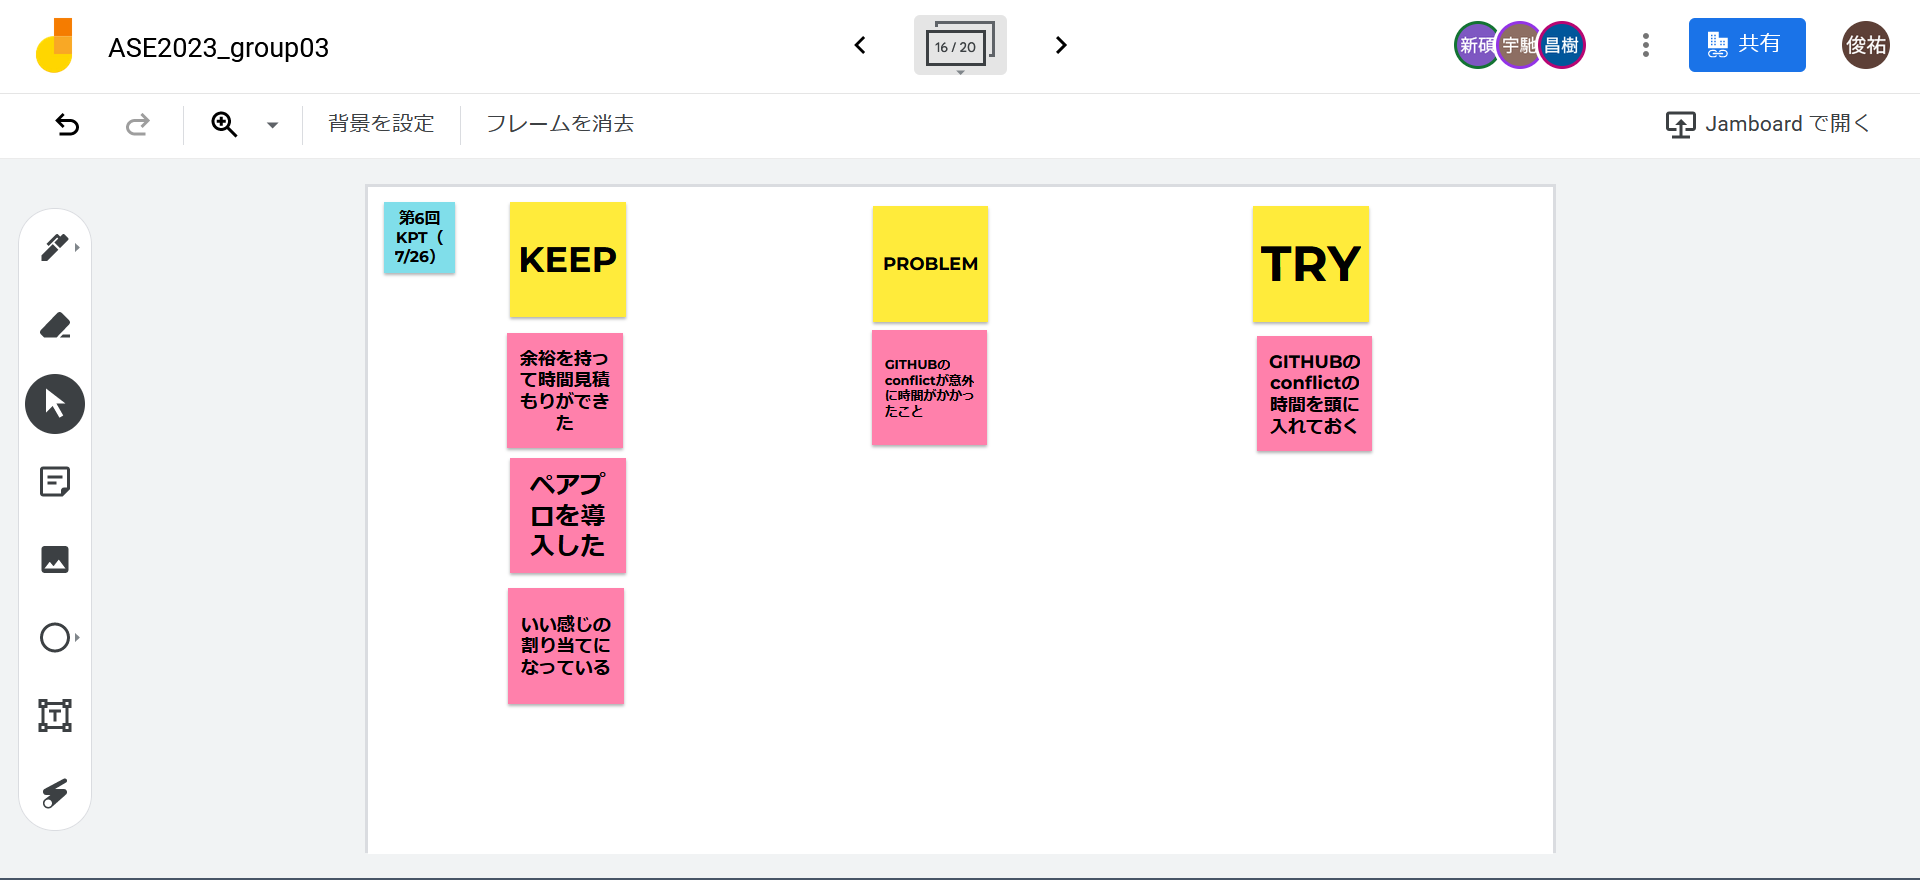 ASE2023_group03
16 / 20
新碩
宇馳
昌樹
共有
俊祐
背景を設定
フレームを消去
Jamboard で開く
第6回
KPT（
7/26）
KEEP
PROBLEM
TRY
余裕を持っ
て時間見積
もりができ
た
GITHUBの
conflictが意外
に時間がかかっ
たこと
GITHUBの
conflictの
時間を頭に
入れておく
ペアプ
ロを導
入した
いい感じの
割り当てに
なっている